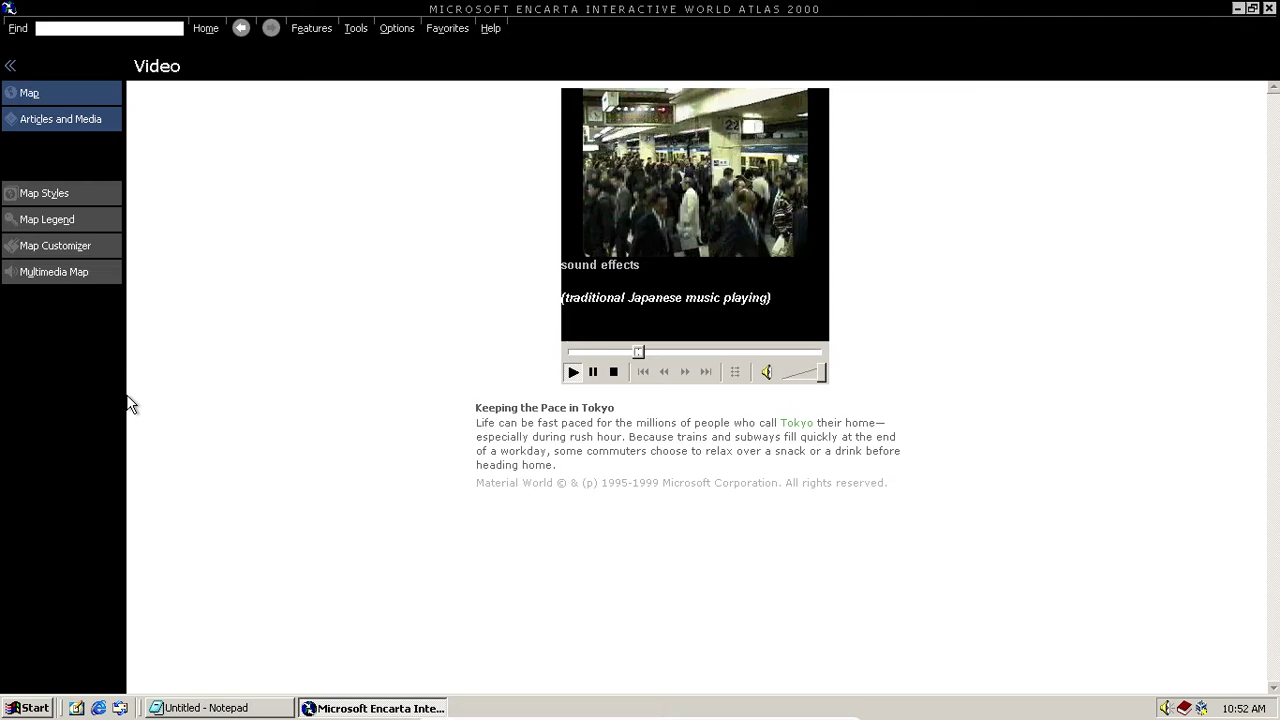 MICROSOFT ENCARTA INTERACTIVE WORLD ATLAS 2000
Find Home Features Tools Options Favorites Help
Video
Map
Articles and Media
Map Styles
Map Legend
Map Customizer
Multimedia Map
22
sound effects
(traditional Japanese music playing)
Keeping the Pace in Tokyo
Life can be fast paced for the millions of people who call Tokyo their home—
especially during rush hour. Because trains and subways fill quickly at the end
of a workday, some commuters choose to relax over a snack or a drink before
heading home.
Material World © & (p) 1995-1999 Microsoft Corporation. All rights reserved.
Start Untitled - Notepad Microsoft Encarta Inte... 10:52 AM